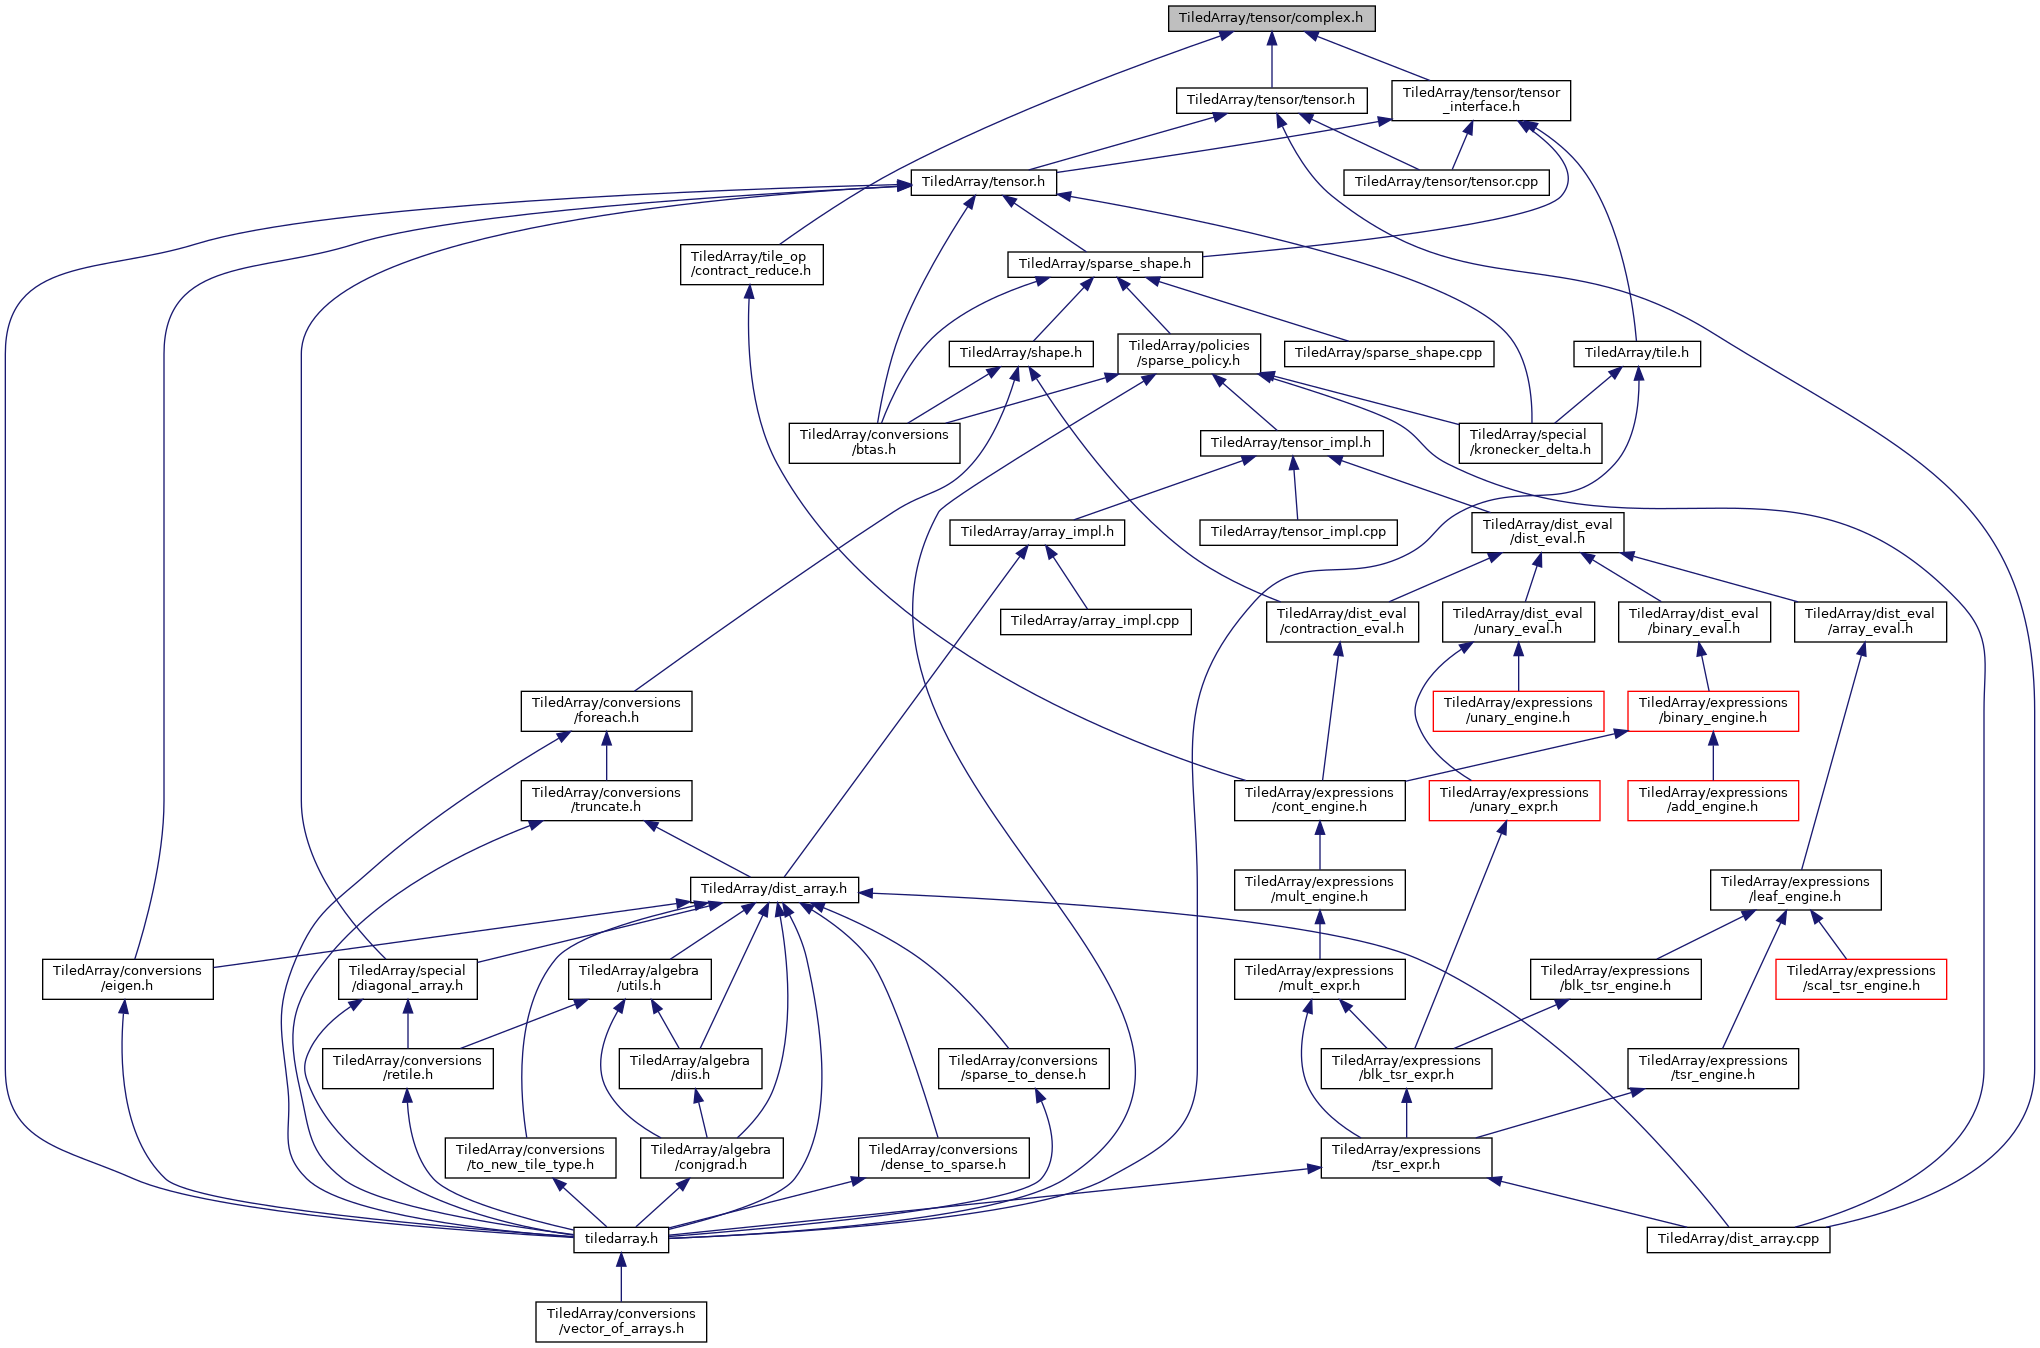 TiledArray/tensor/complex.h
TiledArray/tensor/tensor.h
TiledArray/tensor/tensor
_interface.h
TiledArray/tensor.h
TiledArray/tensor/tensor.cpp
TiledArray/tile_op
/contract_reduce.h
TiledArray/sparse_shape.h
TiledArray/shape.h
TiledArray/policies
/sparse_policy.h
TiledArray/sparse_shape.cpp
TiledArray/tile.h
TiledArray/conversions
/btas.h
TiledArray/tensor_impl.h
TiledArray/special
/kronecker_delta.h
TiledArray/array_impl.h
TiledArray/tensor_impl.cpp
TiledArray/dist_eval
/dist_eval.h
TiledArray/array_impl.cpp
TiledArray/dist_eval
/contraction_eval.h
TiledArray/dist_eval
/unary_eval.h
TiledArray/dist_eval
/binary_eval.h
TiledArray/dist_eval
/array_eval.h
TiledArray/conversions
/foreach.h
TiledArray/expressions
/unary_engine.h
TiledArray/expressions
/binary_engine.h
TiledArray/conversions
/truncate.h
TiledArray/expressions
/cont_engine.h
TiledArray/expressions
/unary_expr.h
TiledArray/expressions
/add_engine.h
TiledArray/dist_array.h
TiledArray/expressions
/mult_engine.h
TiledArray/expressions
/leaf_engine.h
TiledArray/conversions
/eigen.h
TiledArray/special
/diagonal_array.h
TiledArray/algebra
/utils.h
TiledArray/expressions
/mult_expr.h
TiledArray/expressions
/blk_tsr_engine.h
TiledArray/expressions
/scal_tsr_engine.h
TiledArray/conversions
/retile.h
TiledArray/algebra
/diis.h
TiledArray/conversions
/sparse_to_dense.h
TiledArray/expressions
/blk_tsr_expr.h
TiledArray/expressions
/tsr_engine.h
TiledArray/conversions
/to_new_tile_type.h
TiledArray/algebra
/conjgrad.h
TiledArray/conversions
/dense_to_sparse.h
TiledArray/expressions
/tsr_expr.h
tiledarray.h
TiledArray/dist_array.cpp
TiledArray/conversions
/vector_of_arrays.h